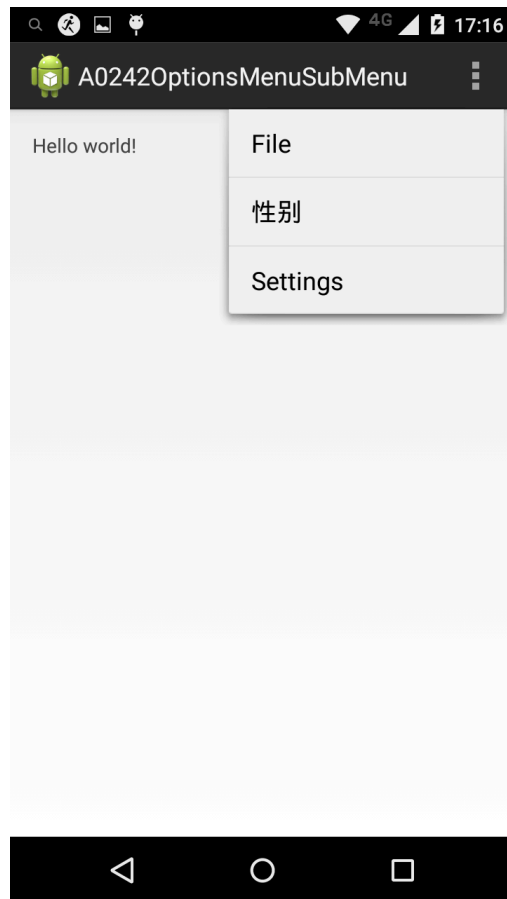 4G 17:16
A0242OptionsMenuSubMenu
Hello world!
File
性别
Settings